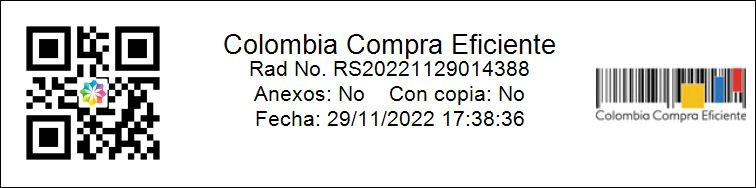 Colombia Compra Eficiente
Rad No. RS20221129014388
Anexos: No Con copia: No
Fecha: 29/11/2022 17:38:36
Colombia Compra Eficiente